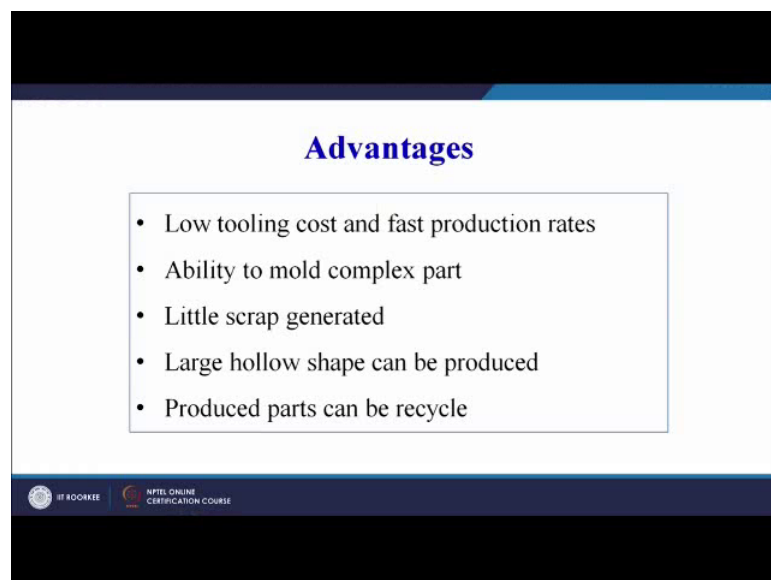 Advantages
• Low tooling cost and fast production rates
• Ability to mold complex part
• Little scrap generated
• Large hollow shape can be produced
• Produced parts can be recycle
IIT ROORKEE
NPTEL ONLINE
CERTIFICATION COURSE